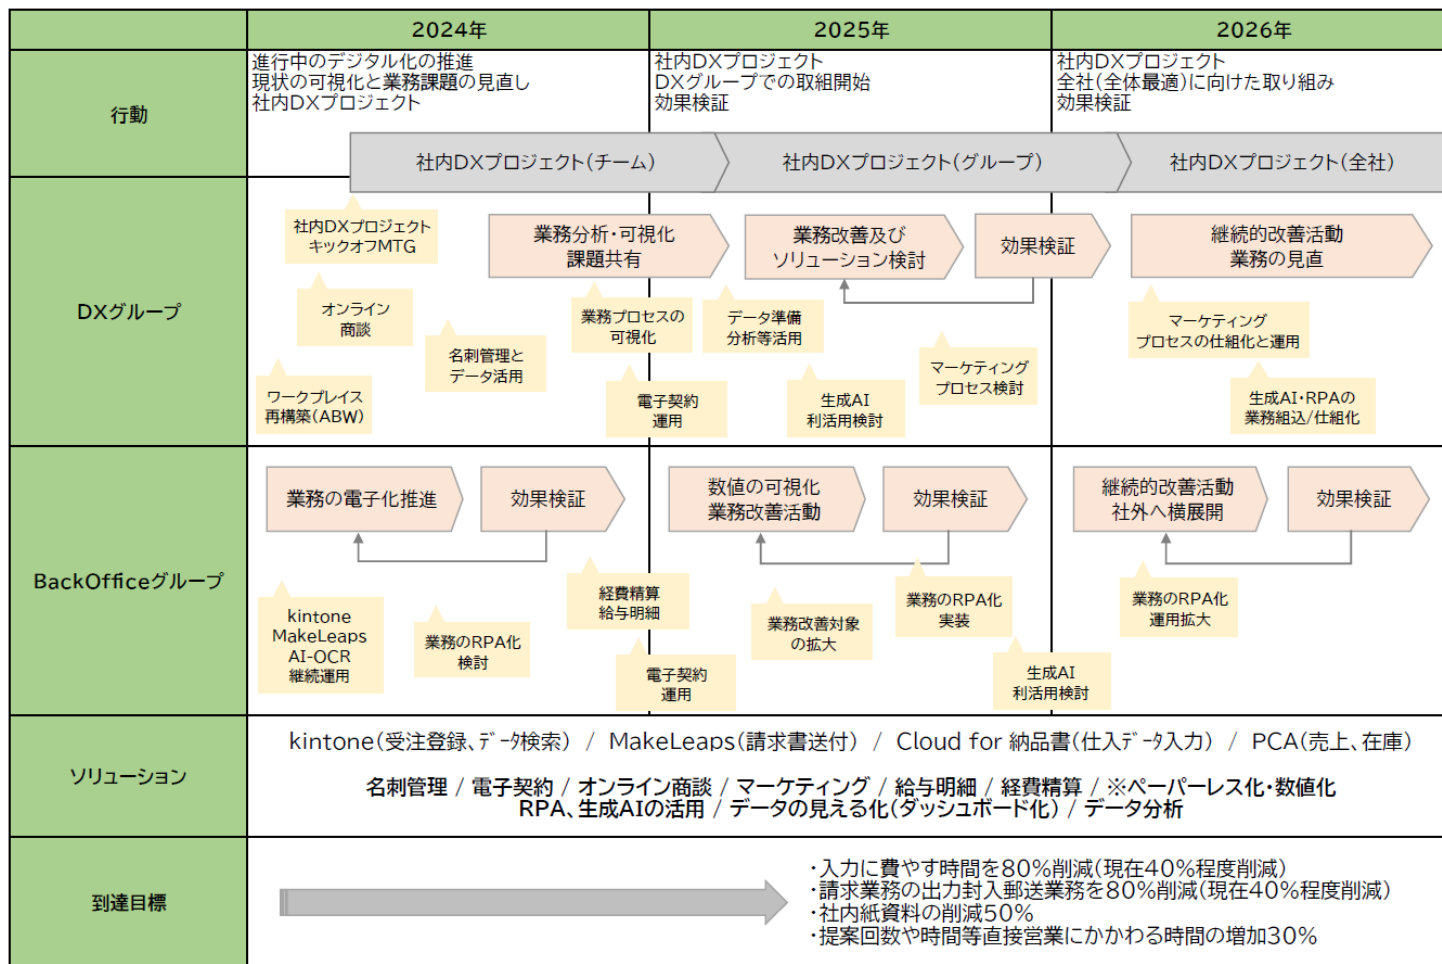 2024年
2025年
2026年
行動
進行中のデジタル化の推進
現状の可視化と業務課題の見直し
社内DXプロジェクト
社内DXプロジェクト
DXグループでの取組開始
効果検証
社内DXプロジェクト
全社(全体最適)に向けた取り組み
効果検証
社内DXプロジェクト(チーム)
社内DXプロジェクト(グループ)
社内DXプロジェクト(全社)
DXグループ
社内DXプロジェクト
キックオフMTG
業務分析・可視化
課題共有
業務改善及び
ソリューション検討
効果検証
継続的改善活動
業務の見直
オンライン
商談
名刺管理と
データ活用
業務プロセスの
可視化
データ準備
分析等活用
マーケティング
プロセスの仕組化と運用
ワークプレイス
再構築(ABW)
電子契約
運用
生成AI
利活用検討
マーケティング
プロセス検討
生成AI・RPAの
業務組込/仕組化
BackOfficeグループ
業務の電子化推進
効果検証
数値の可視化
業務改善活動
効果検証
継続的改善活動
社外へ横展開
効果検証
kintone
MakeLeaps
AI-OCR
継続運用
業務のRPA化
検討
経費精算
給与明細
電子契約
運用
業務改善対象
の拡大
業務のRPA化
実装
生成AI
利活用検討
業務のRPA化
運用拡大
ソリューション
kintone(受注登録、データ検索) / MakeLeaps(請求書送付) / Cloud for 納品書(仕入データ入力) / PCA(売上、在庫)
名刺管理 / 電子契約 / オンライン商談 / マーケティング / 給与明細 / 経費精算 / ※ペーパーレス化・数値化
RPA、生成AIの活用 / データの見える化(ダッシュボード化) / データ分析
到達目標
・入力に費やす時間を80%削減(現在40%程度削減)
・請求業務の出力封入郵送業務を80%削減(現在40%程度削減)
・社内紙資料の削減50%
・提案回数や時間等直接営業にかかわる時間の増加30%